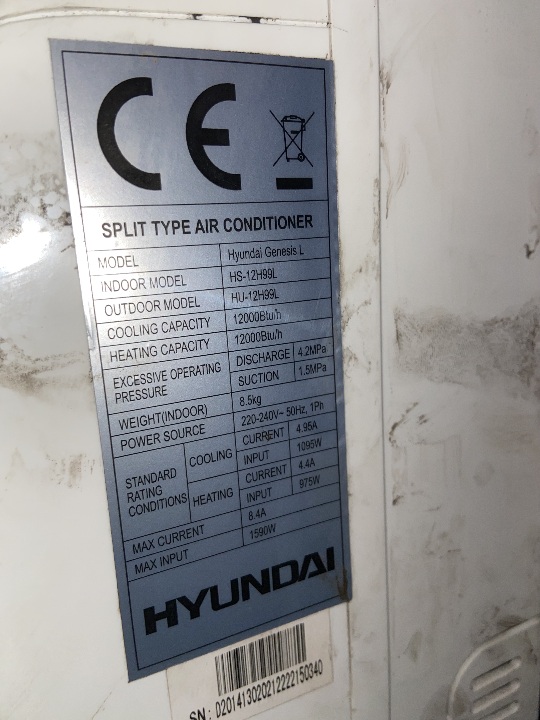 CE
SPLIT TYPE AIR CONDITIONER
MODEL Hyundai Genesis L
INDOOR MODEL HS-12H99L
OUTDOOR MODEL HU-12H99L
COOLING CAPACITY 12000Btu/h
HEATING CAPACITY 12000Btu/h
EXCESSIVE OPERATING PRESSURE DISCHARGE 4.2MPa
SUCTION 1.5MPa
WEIGHT(INDOOR) 8.5kg
POWER SOURCE 220-240V~ 50Hz, 1Ph
STANDARD RATING CONDITIONS COOLING CURRENT 4.95A
INPUT 1095W
HEATING CURRENT 4.4A
INPUT 975W
MAX CURRENT 8.4A
MAX INPUT 1590W
HYUNDAI
SN: D2014130202122222150340